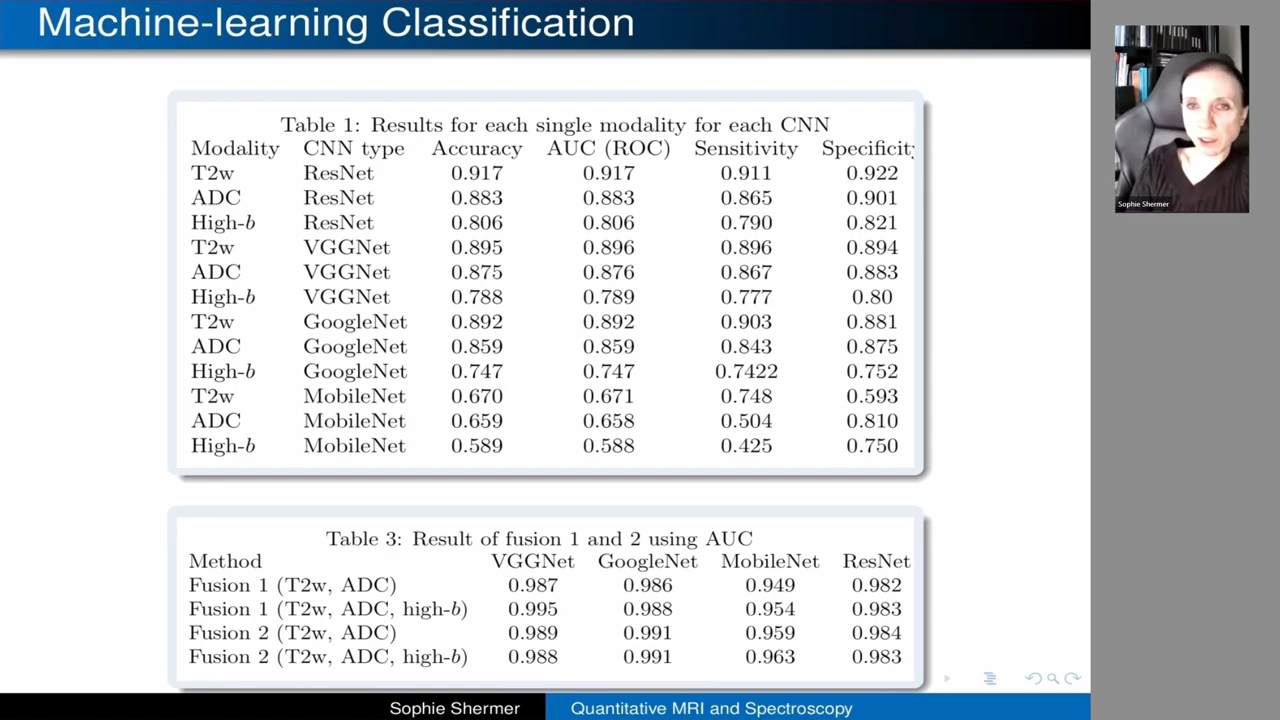 Machine-learning Classification
Sophie Shermer
Table 1: Results for each single modality for each CNN
Modality CNN type Accuracy AUC (ROC) Sensitivity Specificity
T2w ResNet 0.917 0.917 0.911 0.922
ADC ResNet 0.883 0.883 0.865 0.901
High-b ResNet 0.806 0.806 0.790 0.821
T2w VGGNet 0.895 0.896 0.896 0.894
ADC VGGNet 0.875 0.876 0.867 0.883
High-b VGGNet 0.788 0.789 0.777 0.80
T2w GoogleNet 0.892 0.892 0.903 0.881
ADC GoogleNet 0.859 0.859 0.843 0.875
High-b GoogleNet 0.747 0.747 0.7422 0.752
T2w MobileNet 0.670 0.671 0.748 0.593
ADC MobileNet 0.659 0.658 0.504 0.810
High-b MobileNet 0.589 0.588 0.425 0.750
Table 3: Result of fusion 1 and 2 using AUC
Method VGGNet GoogleNet MobileNet ResNet
Fusion 1 (T2w, ADC) 0.987 0.986 0.949 0.982
Fusion 1 (T2w, ADC, high-b) 0.995 0.988 0.954 0.983
Fusion 2 (T2w, ADC) 0.989 0.991 0.959 0.984
Fusion 2 (T2w, ADC, high-b) 0.988 0.991 0.963 0.983
Sophie Shermer Quantitative MRI and Spectroscopy